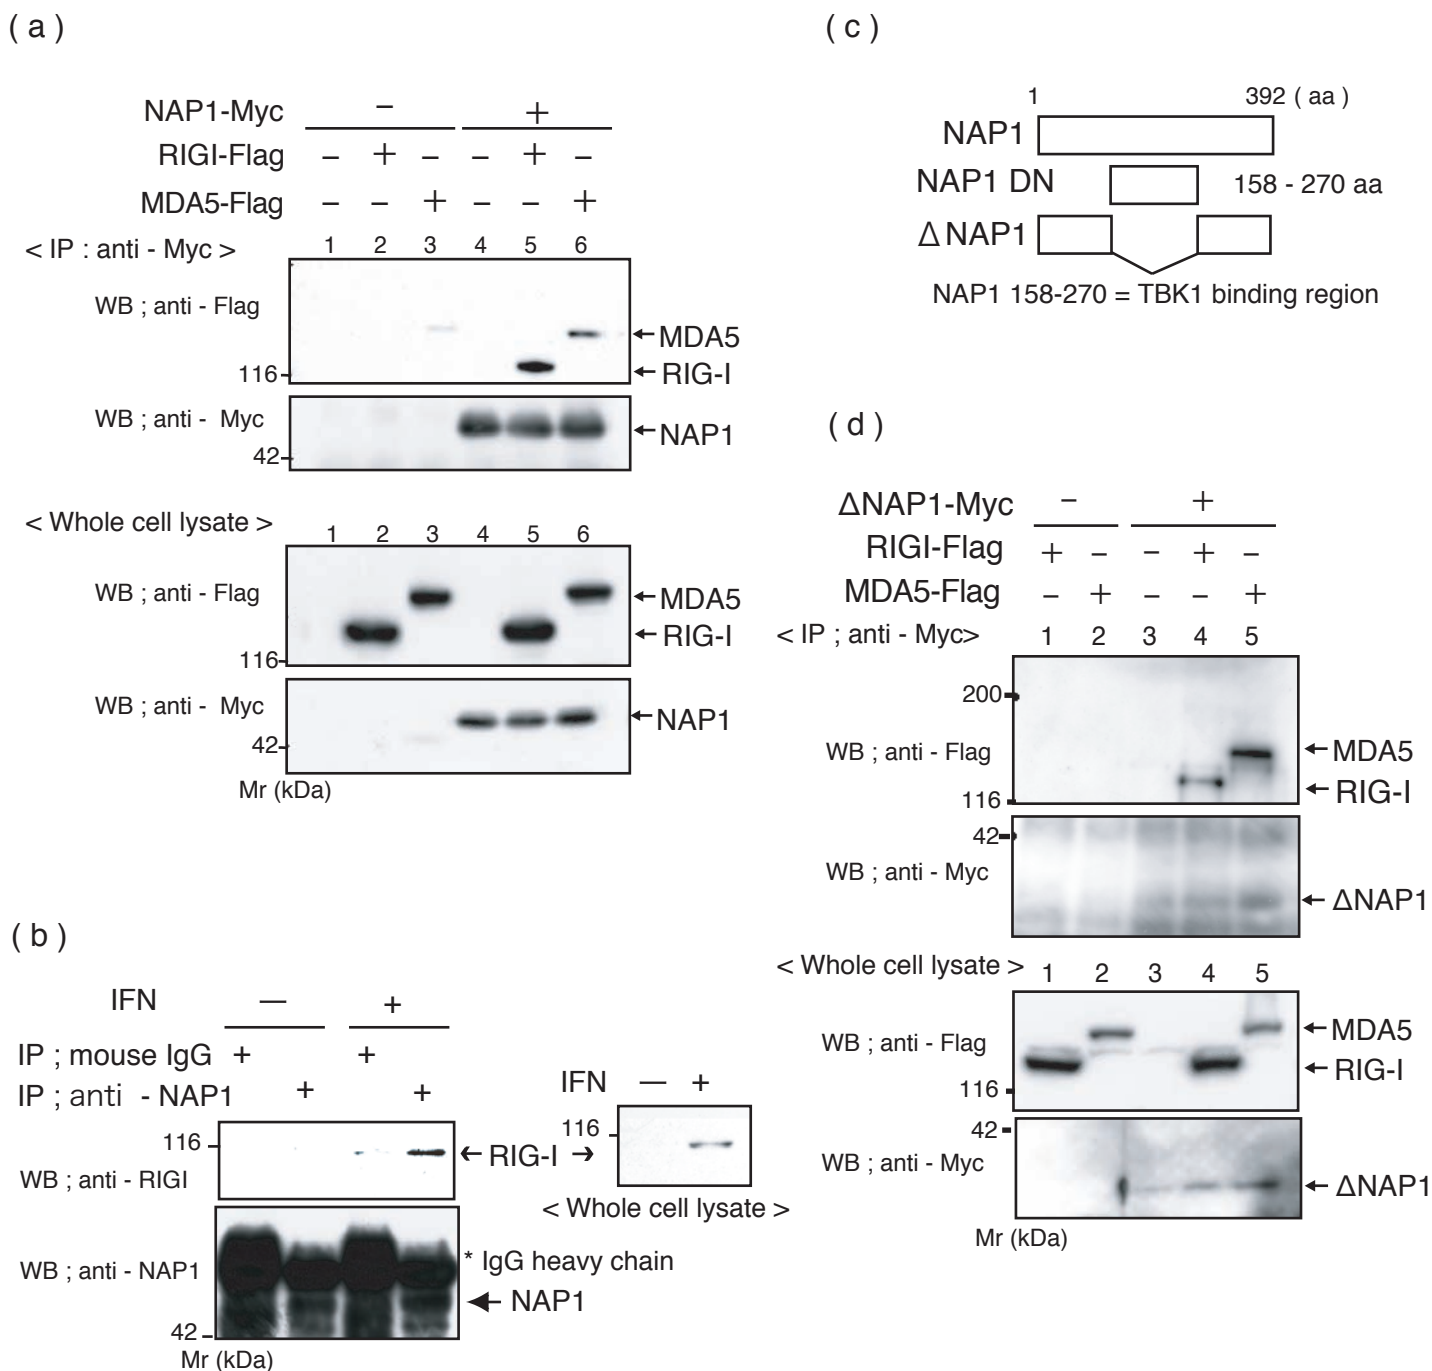 ( a )
NAP1-Myc – +
RIGI-Flag – + – – + –
MDA5-Flag – – + – – +
< IP : anti - Myc > 1 2 3 4 5 6
WB ; anti - Flag
MDA5
RIG-I
116
WB ; anti - Myc
NAP1
42
< Whole cell lysate > 1 2 3 4 5 6
WB ; anti - Flag
MDA5
RIG-I
116
WB ; anti - Myc
NAP1
42
Mr (kDa)
( b )
IFN — +
IP ; mouse IgG + +
IP ; anti - NAP1 + +
116
RIG-I
WB ; anti - RIGI
IFN — +
116
< Whole cell lysate >
WB ; anti - NAP1
* IgG heavy chain
NAP1
42
Mr (kDa)
( c )
1 392 ( aa )
NAP1
NAP1 DN 158 - 270 aa
Δ NAP1
NAP1 158-270 = TBK1 binding region
( d )
ΔNAP1-Myc – +
RIGI-Flag + – – + –
MDA5-Flag – + – – +
< IP ; anti - Myc> 1 2 3 4 5
200
WB ; anti - Flag
MDA5
RIG-I
116
42
WB ; anti - Myc
ΔNAP1
< Whole cell lysate > 1 2 3 4 5
WB ; anti - Flag
MDA5
RIG-I
116
42
WB ; anti - Myc
ΔNAP1
Mr (kDa)